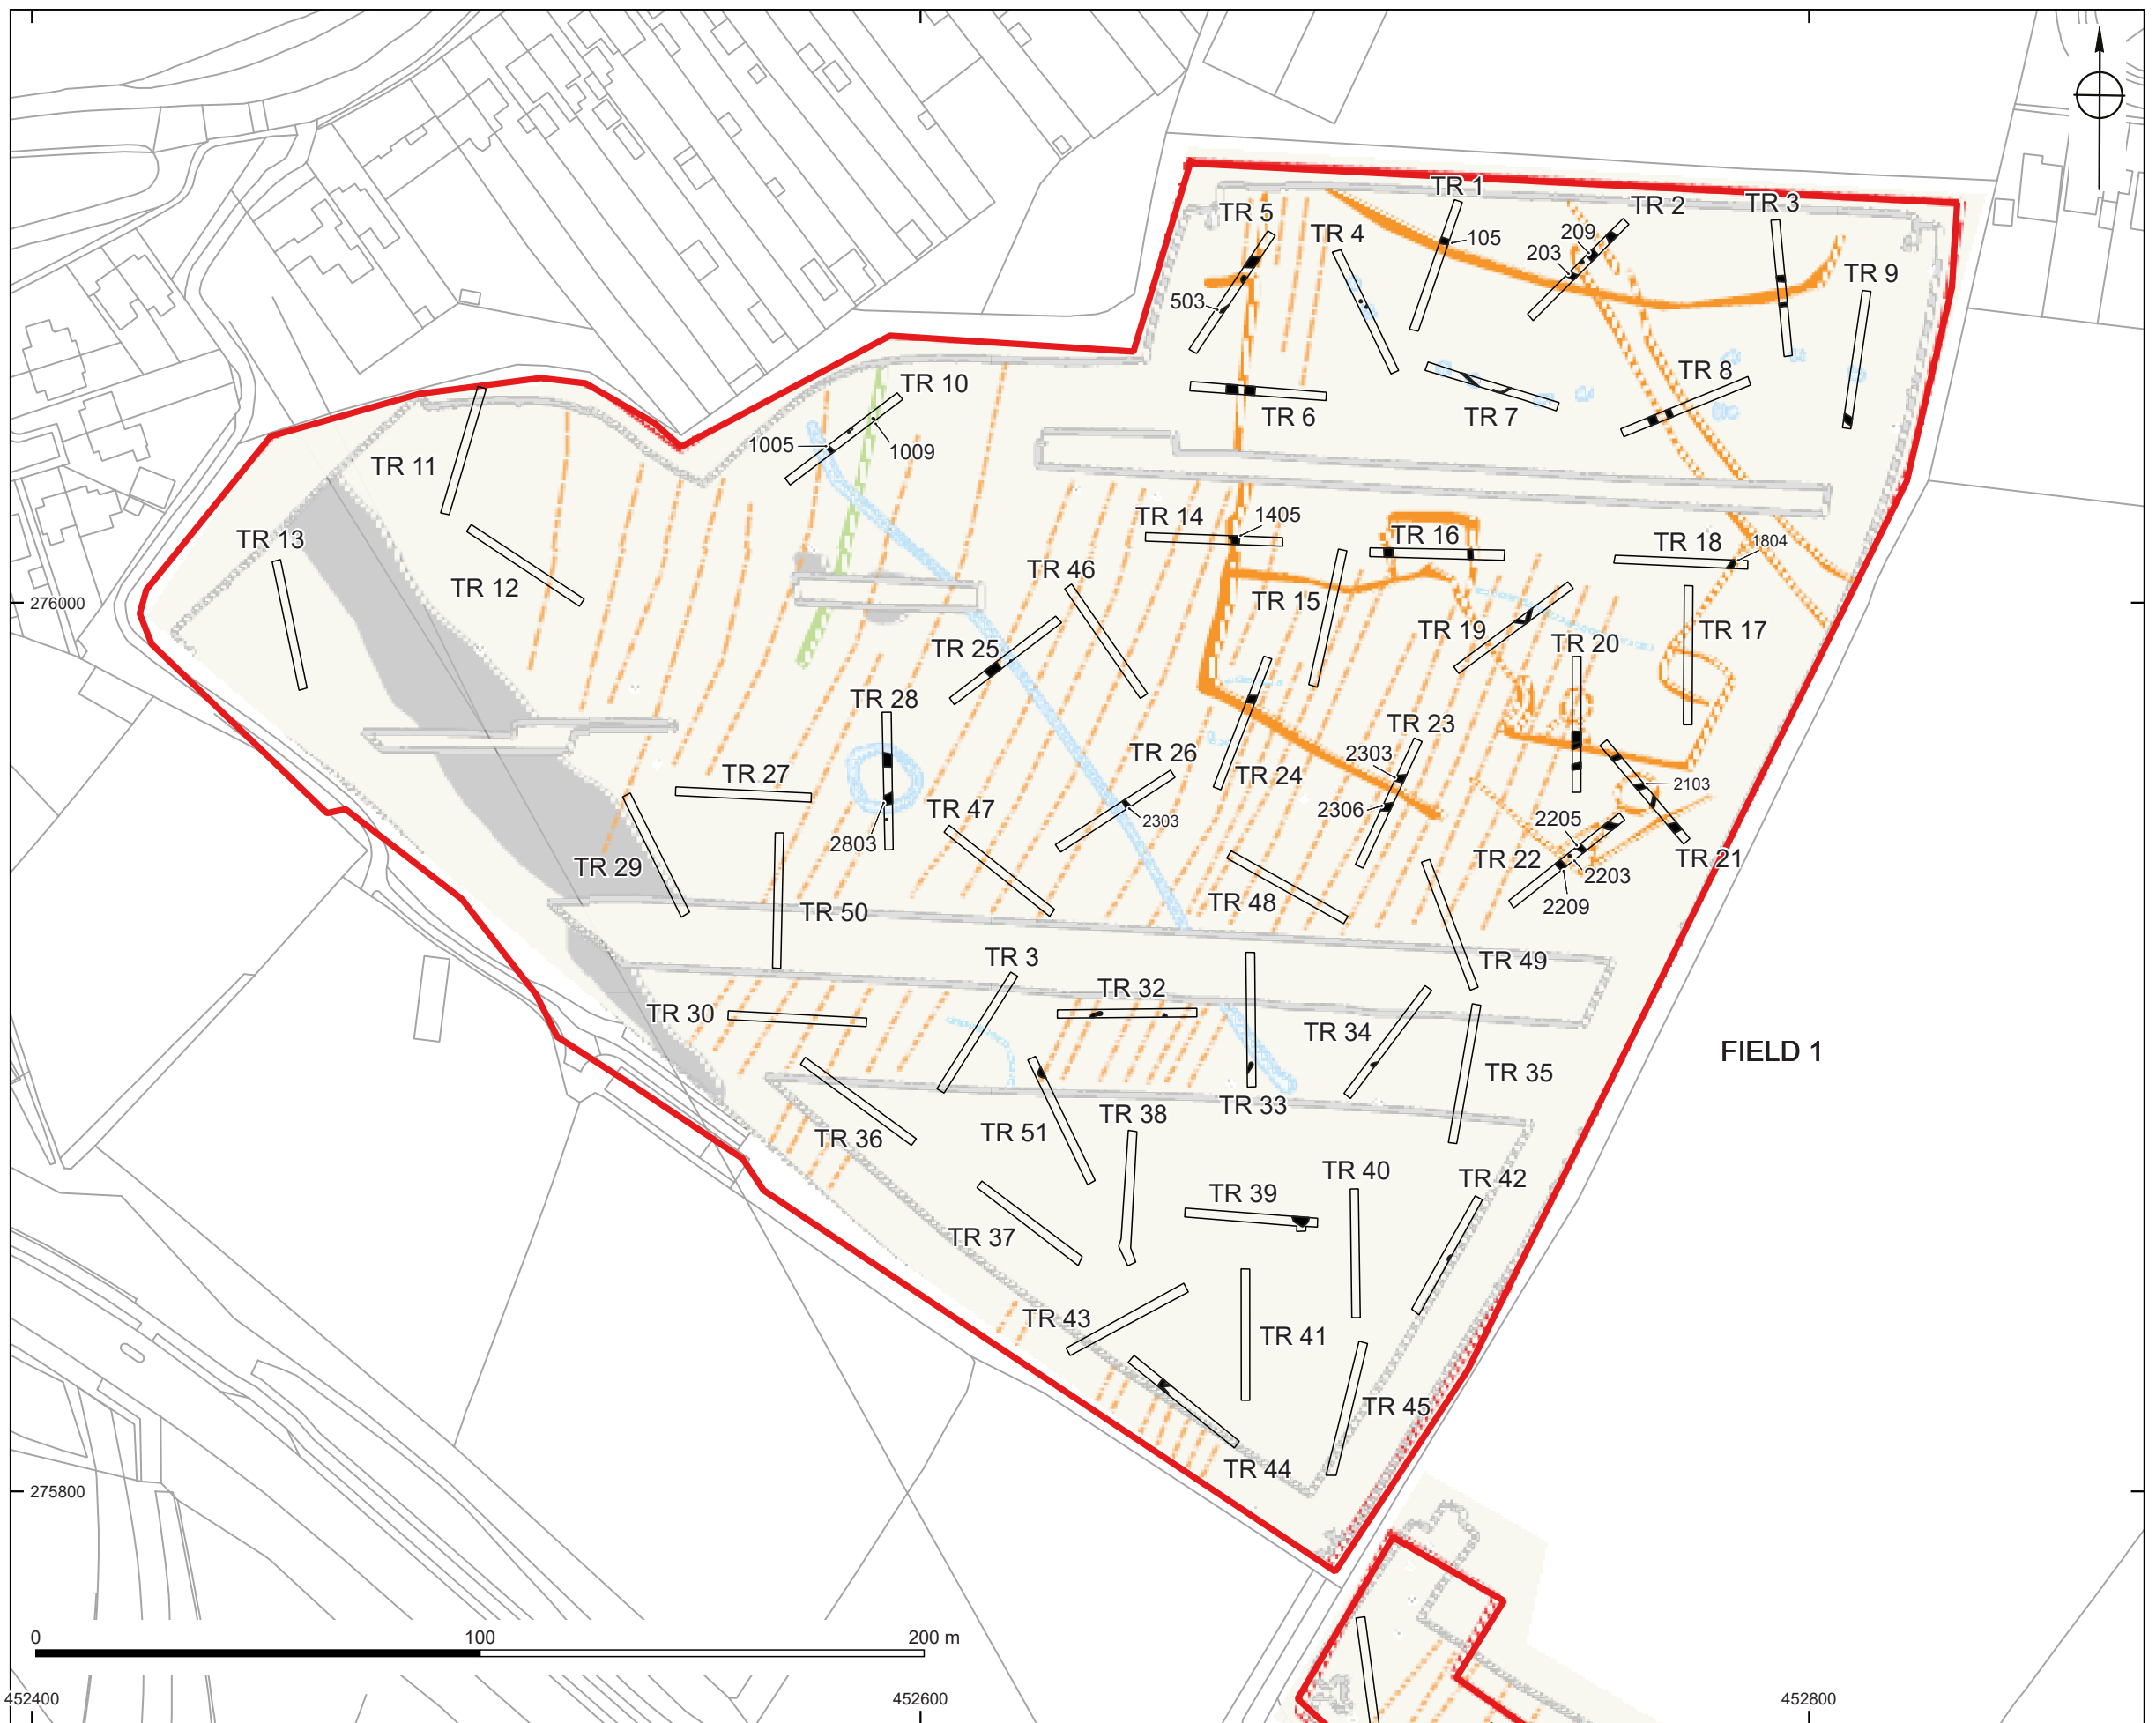 TR 1
TR 2
TR 3
TR 5
TR 4
209
105
203
TR 9
503
TR 8
TR 10
TR 6
TR 7
1005
1009
TR 11
TR 14
1405
TR 16
TR 13
TR 18
1804
TR 46
TR 12
276000
TR 15
TR 19
TR 17
TR 25
TR 20
TR 28
TR 23
2303
TR 26
TR 27
TR 24
2103
TR 47
2306
2303
2205
2803
TR 22
TR 21
TR 29
2203
TR 48
2209
TR 50
TR 3
TR 49
TR 32
TR 30
TR 34
FIELD 1
TR 35
TR 33
TR 38
TR 51
TR 36
TR 40
TR 42
TR 39
TR 37
TR 43
TR 41
TR 45
TR 44
275800
0
100
200 m
452400
452600
452800